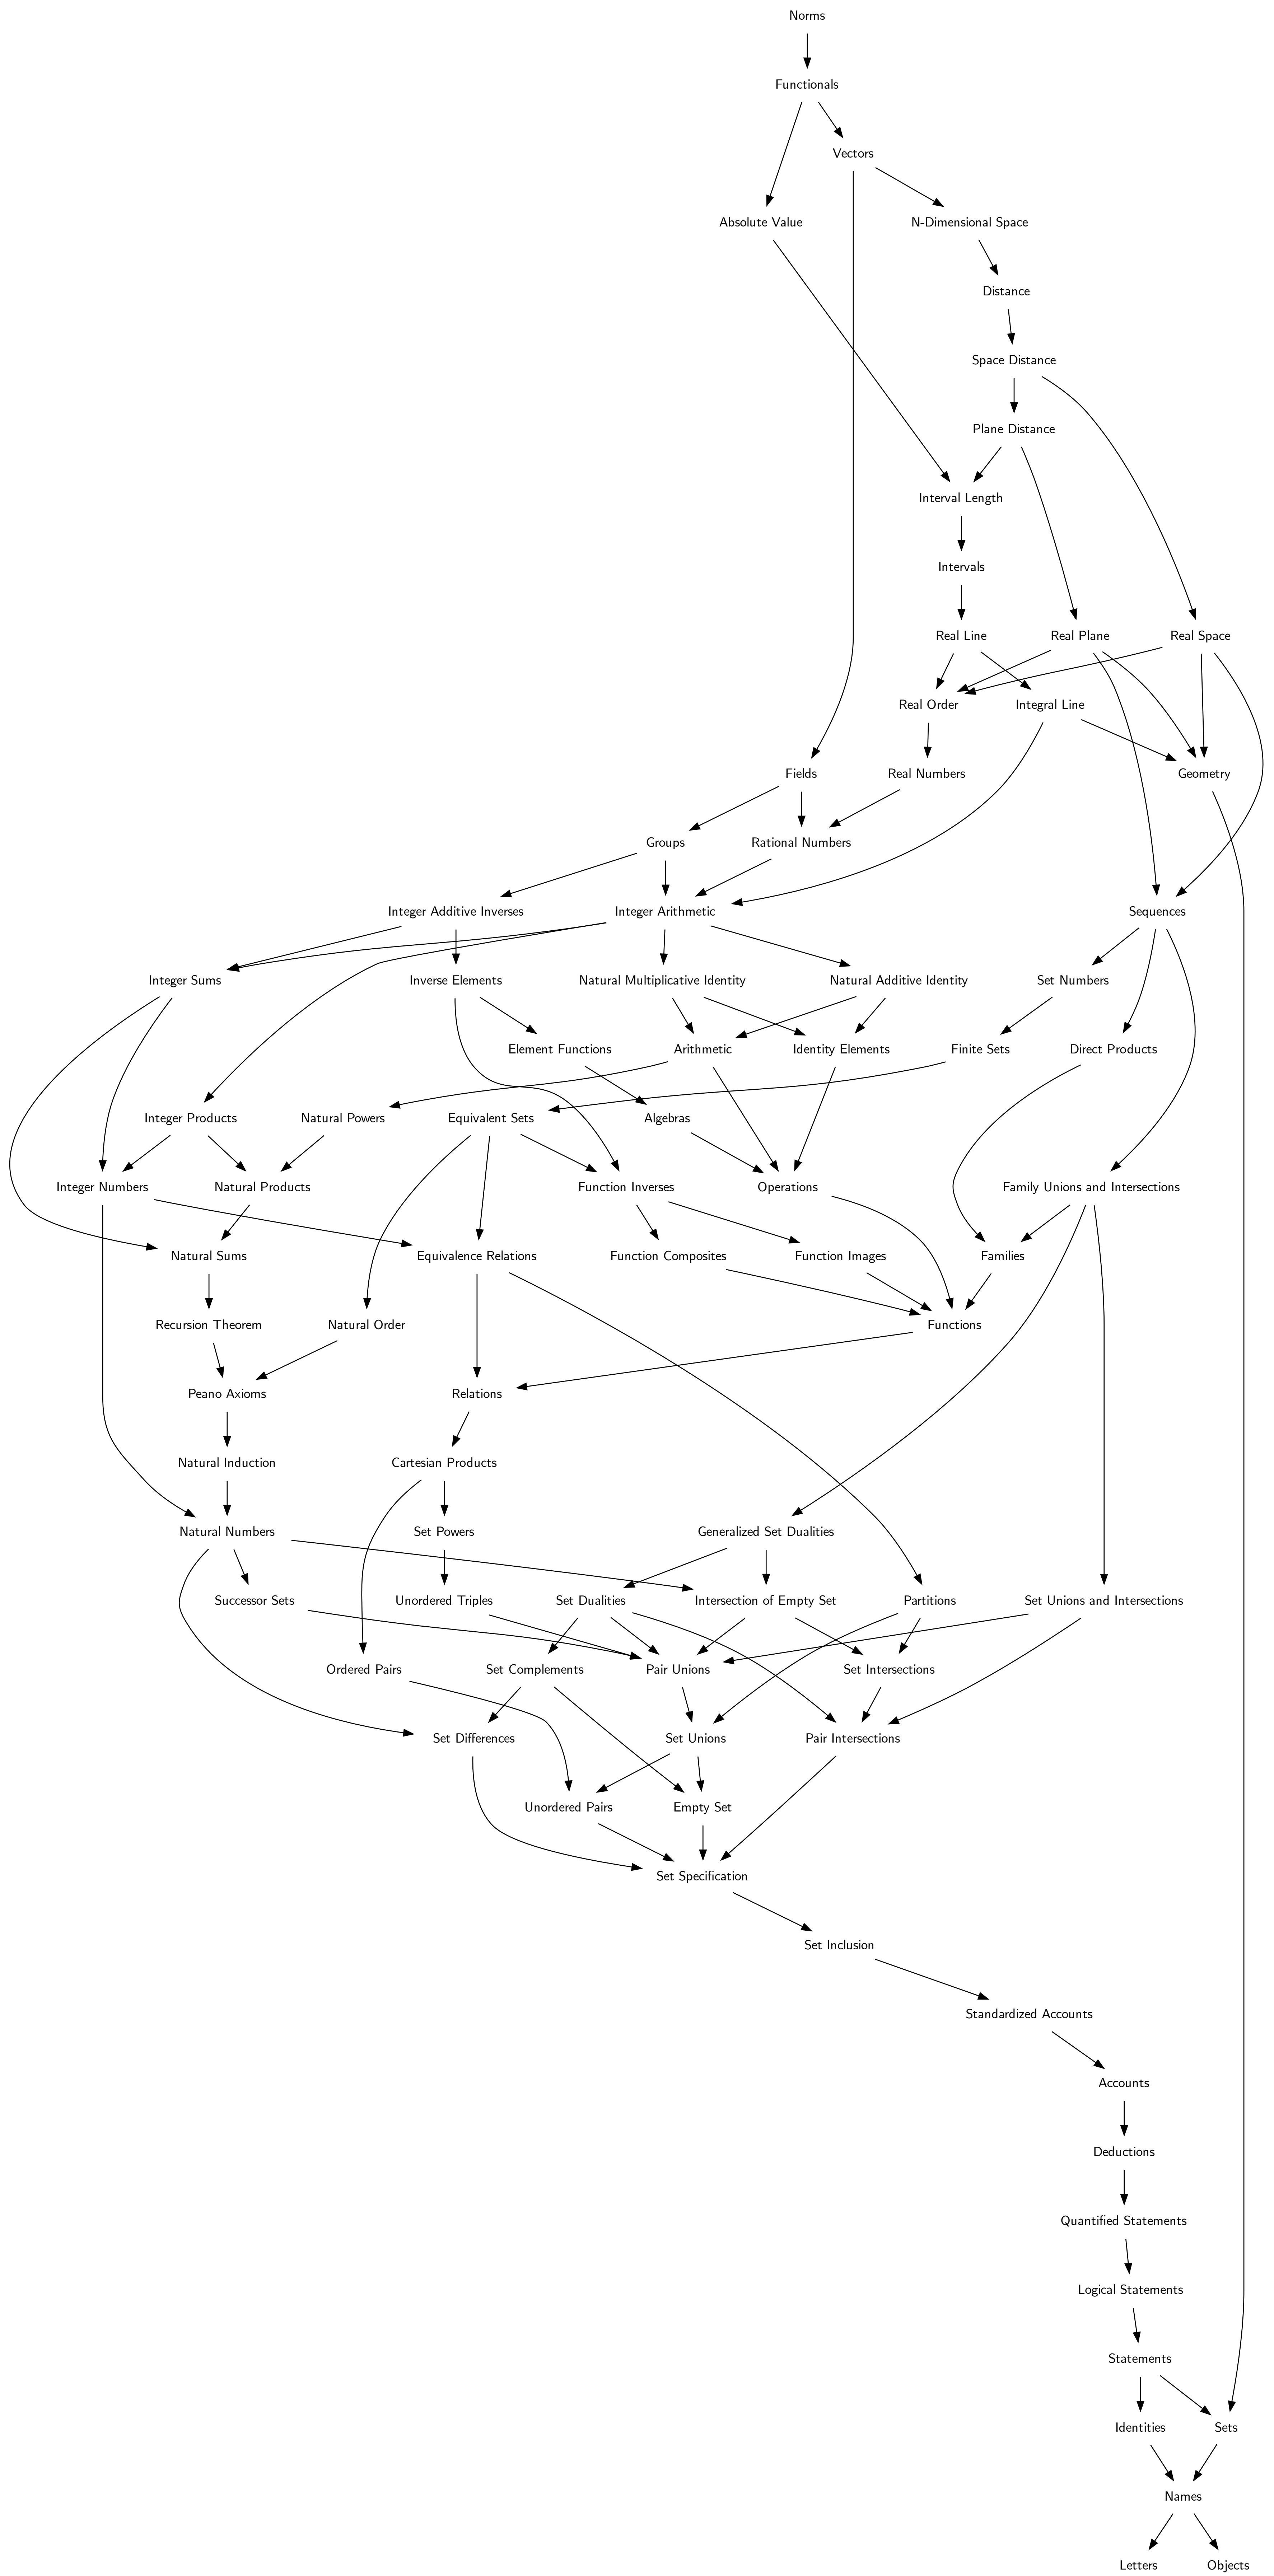 Norms
Functionals
Vectors
Absolute Value
N-Dimensional Space
Distance
Space Distance
Plane Distance
Interval Length
Intervals
Real Line
Real Plane
Real Space
Real Order
Integral Line
Fields
Real Numbers
Geometry
Groups
Rational Numbers
Integer Additive Inverses
Integer Arithmetic
Sequences
Integer Sums
Inverse Elements
Natural Multiplicative Identity
Natural Additive Identity
Set Numbers
Element Functions
Arithmetic
Identity Elements
Finite Sets
Direct Products
Integer Products
Natural Powers
Equivalent Sets
Algebras
Integer Numbers
Natural Products
Function Inverses
Operations
Family Unions and Intersections
Natural Sums
Equivalence Relations
Function Composites
Function Images
Families
Recursion Theorem
Natural Order
Functions
Peano Axioms
Relations
Natural Induction
Cartesian Products
Natural Numbers
Set Powers
Generalized Set Dualities
Successor Sets
Unordered Triples
Set Dualities
Intersection of Empty Set
Partitions
Set Unions and Intersections
Ordered Pairs
Set Complements
Pair Unions
Set Intersections
Set Differences
Set Unions
Pair Intersections
Unordered Pairs
Empty Set
Set Specification
Set Inclusion
Standardized Accounts
Accounts
Deductions
Quantified Statements
Logical Statements
Statements
Identities
Sets
Names
Letters
Objects